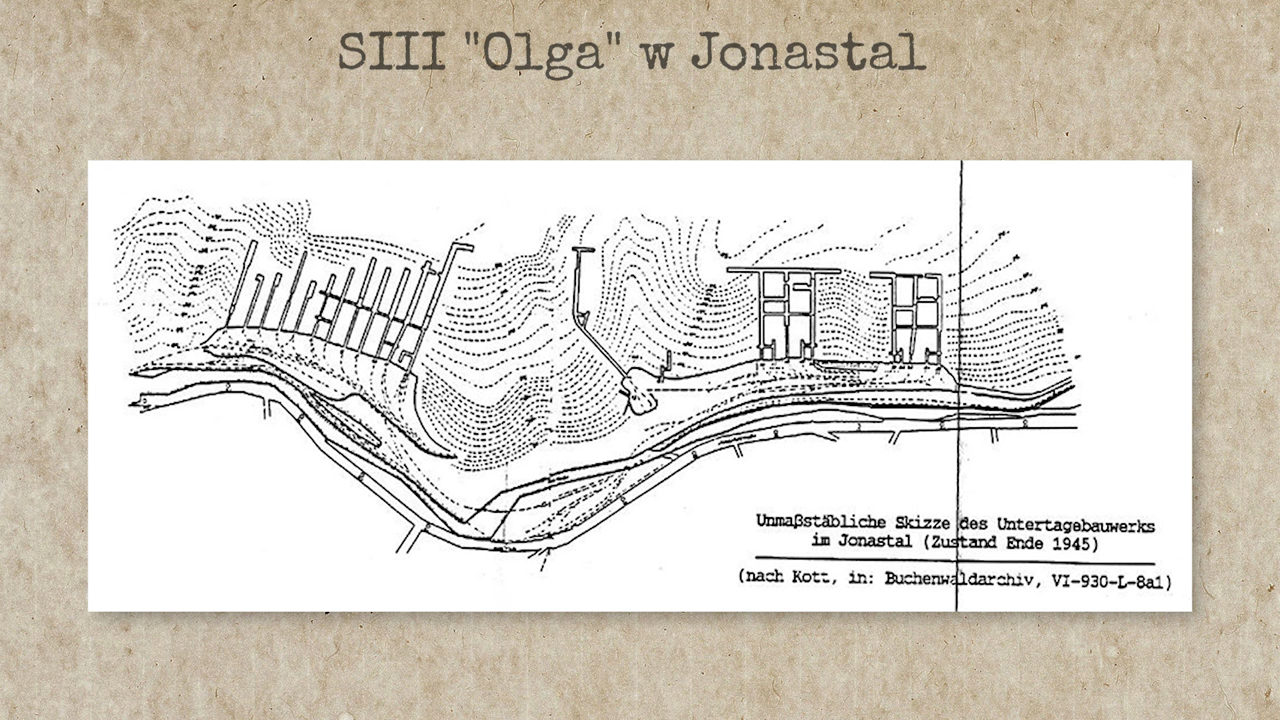 SIII "Olga" w Jonastal
Unmaßstäbliche Skizze des Untertagebauwerks
im Jonastal (Zustand Ende 1945)
(nach Kott, in: Buchenwaldarchiv, VI-930-L-8a1)